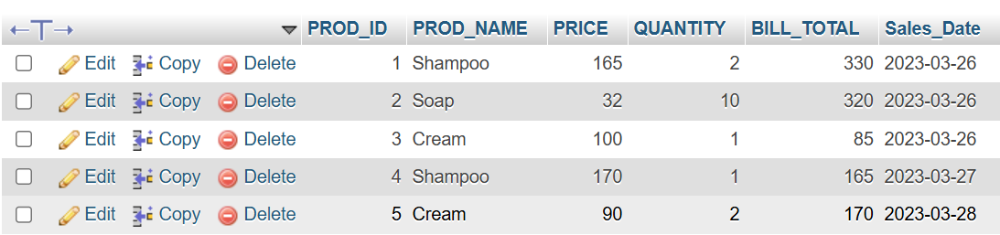 PROD_ID PROD_NAME PRICE QUANTITY BILL_TOTAL Sales_Date
Edit Copy Delete 1 Shampoo 165 2 330 2023-03-26
Edit Copy Delete 2 Soap 32 10 320 2023-03-26
Edit Copy Delete 3 Cream 100 1 85 2023-03-26
Edit Copy Delete 4 Shampoo 170 1 165 2023-03-27
Edit Copy Delete 5 Cream 90 2 170 2023-03-28